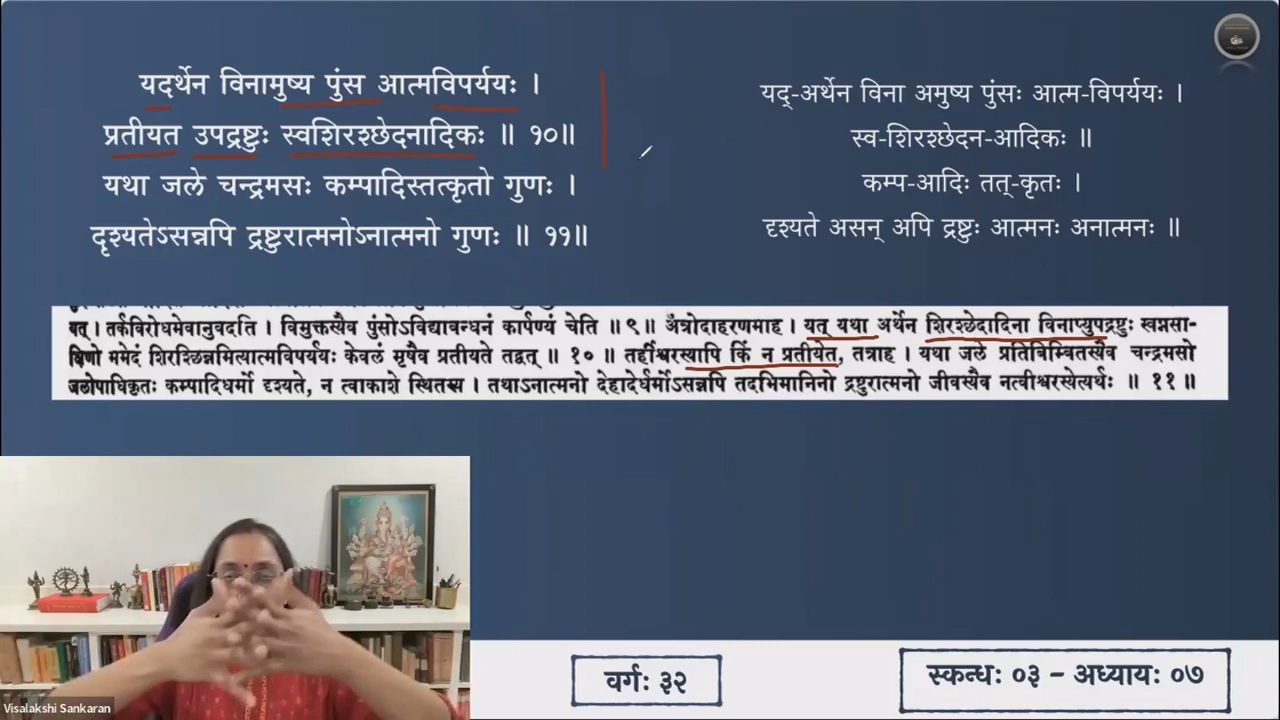 यदर्थेन विनामुष्य पुंस आत्मविपर्ययः ।
प्रतीयत उपद्रष्टुः स्वशिरश्छेदनादिकः ॥ १०॥
यथा जले चन्द्रमसः कम्पादिस्तत्कृतो गुणः ।
दृश्यतेऽसन्नपि द्रष्टुरात्मनोऽनात्मनो गुणः ॥ ११॥
यद्-अर्थेन विना अमुष्य पुंसः आत्म-विपर्ययः ।
स्व-शिरश्छेदन-आदिकः ॥
कम्प-आदिः तत्-कृतः ।
दृश्यते असन् अपि द्रष्टुः आत्मनः अनात्मनः ॥
यत् । तर्कविरोधमेवानुवदति । विमुक्तस्यैव पुंसोऽविद्याबन्धनं कार्पण्यं चेति ॥ ९॥ अत्रोदाहरणमाह । यत् यथा अर्थेन शिरश्छेदादिना विनाप्युपद्रष्टुः स्वप्नसा-
क्षिणो ममेदं शिरश्छिन्नमित्यात्मविपर्ययः केवलं मृषैव प्रतीयते तद्वत् ॥ १० ॥ तर्हीश्वरस्यापि किं न प्रतीयेत, तत्राह । यथा जले प्रतिबिम्बितस्यैव चन्द्रमसो
जलोपाधिकृतः कम्पादिधर्मो दृश्यते, न त्वाकाशे स्थितस्य । तथाऽनात्मनो देहादेर्धर्मोऽसन्नपि तदभिमानिनो द्रष्टुरात्मनो जीवस्यैव नत्वीश्वरस्येत्यर्थः ॥ ११॥
Visalakshi Sankaran
वर्गः ३२
स्कन्धः ०३ – अध्यायः ०७